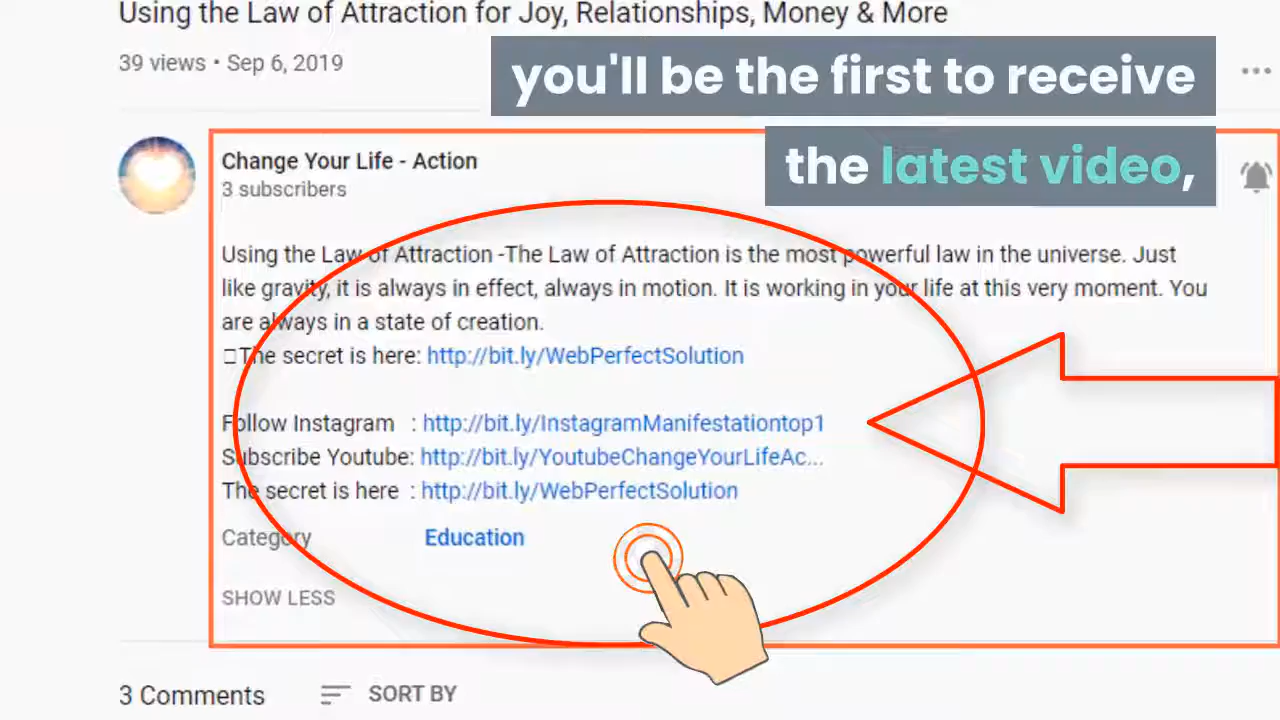 Using the Law of Attraction for Joy, Relationships, Money & More
39 views • Sep 6, 2019
you'll be the first to receive
the latest video,
Change Your Life - Action
3 subscribers
Using the Law of Attraction -The Law of Attraction is the most powerful law in the universe. Just
like gravity, it is always in effect, always in motion. It is working in your life at this very moment. You
are always in a state of creation.
□The secret is here: http://bit.ly/WebPerfectSolution
Follow Instagram : http://bit.ly/InstagramManifestationtop1
Subscribe Youtube: http://bit.ly/YoutubeChangeYourLifeAc...
The secret is here : http://bit.ly/WebPerfectSolution
Category Education
SHOW LESS
3 Comments SORT BY